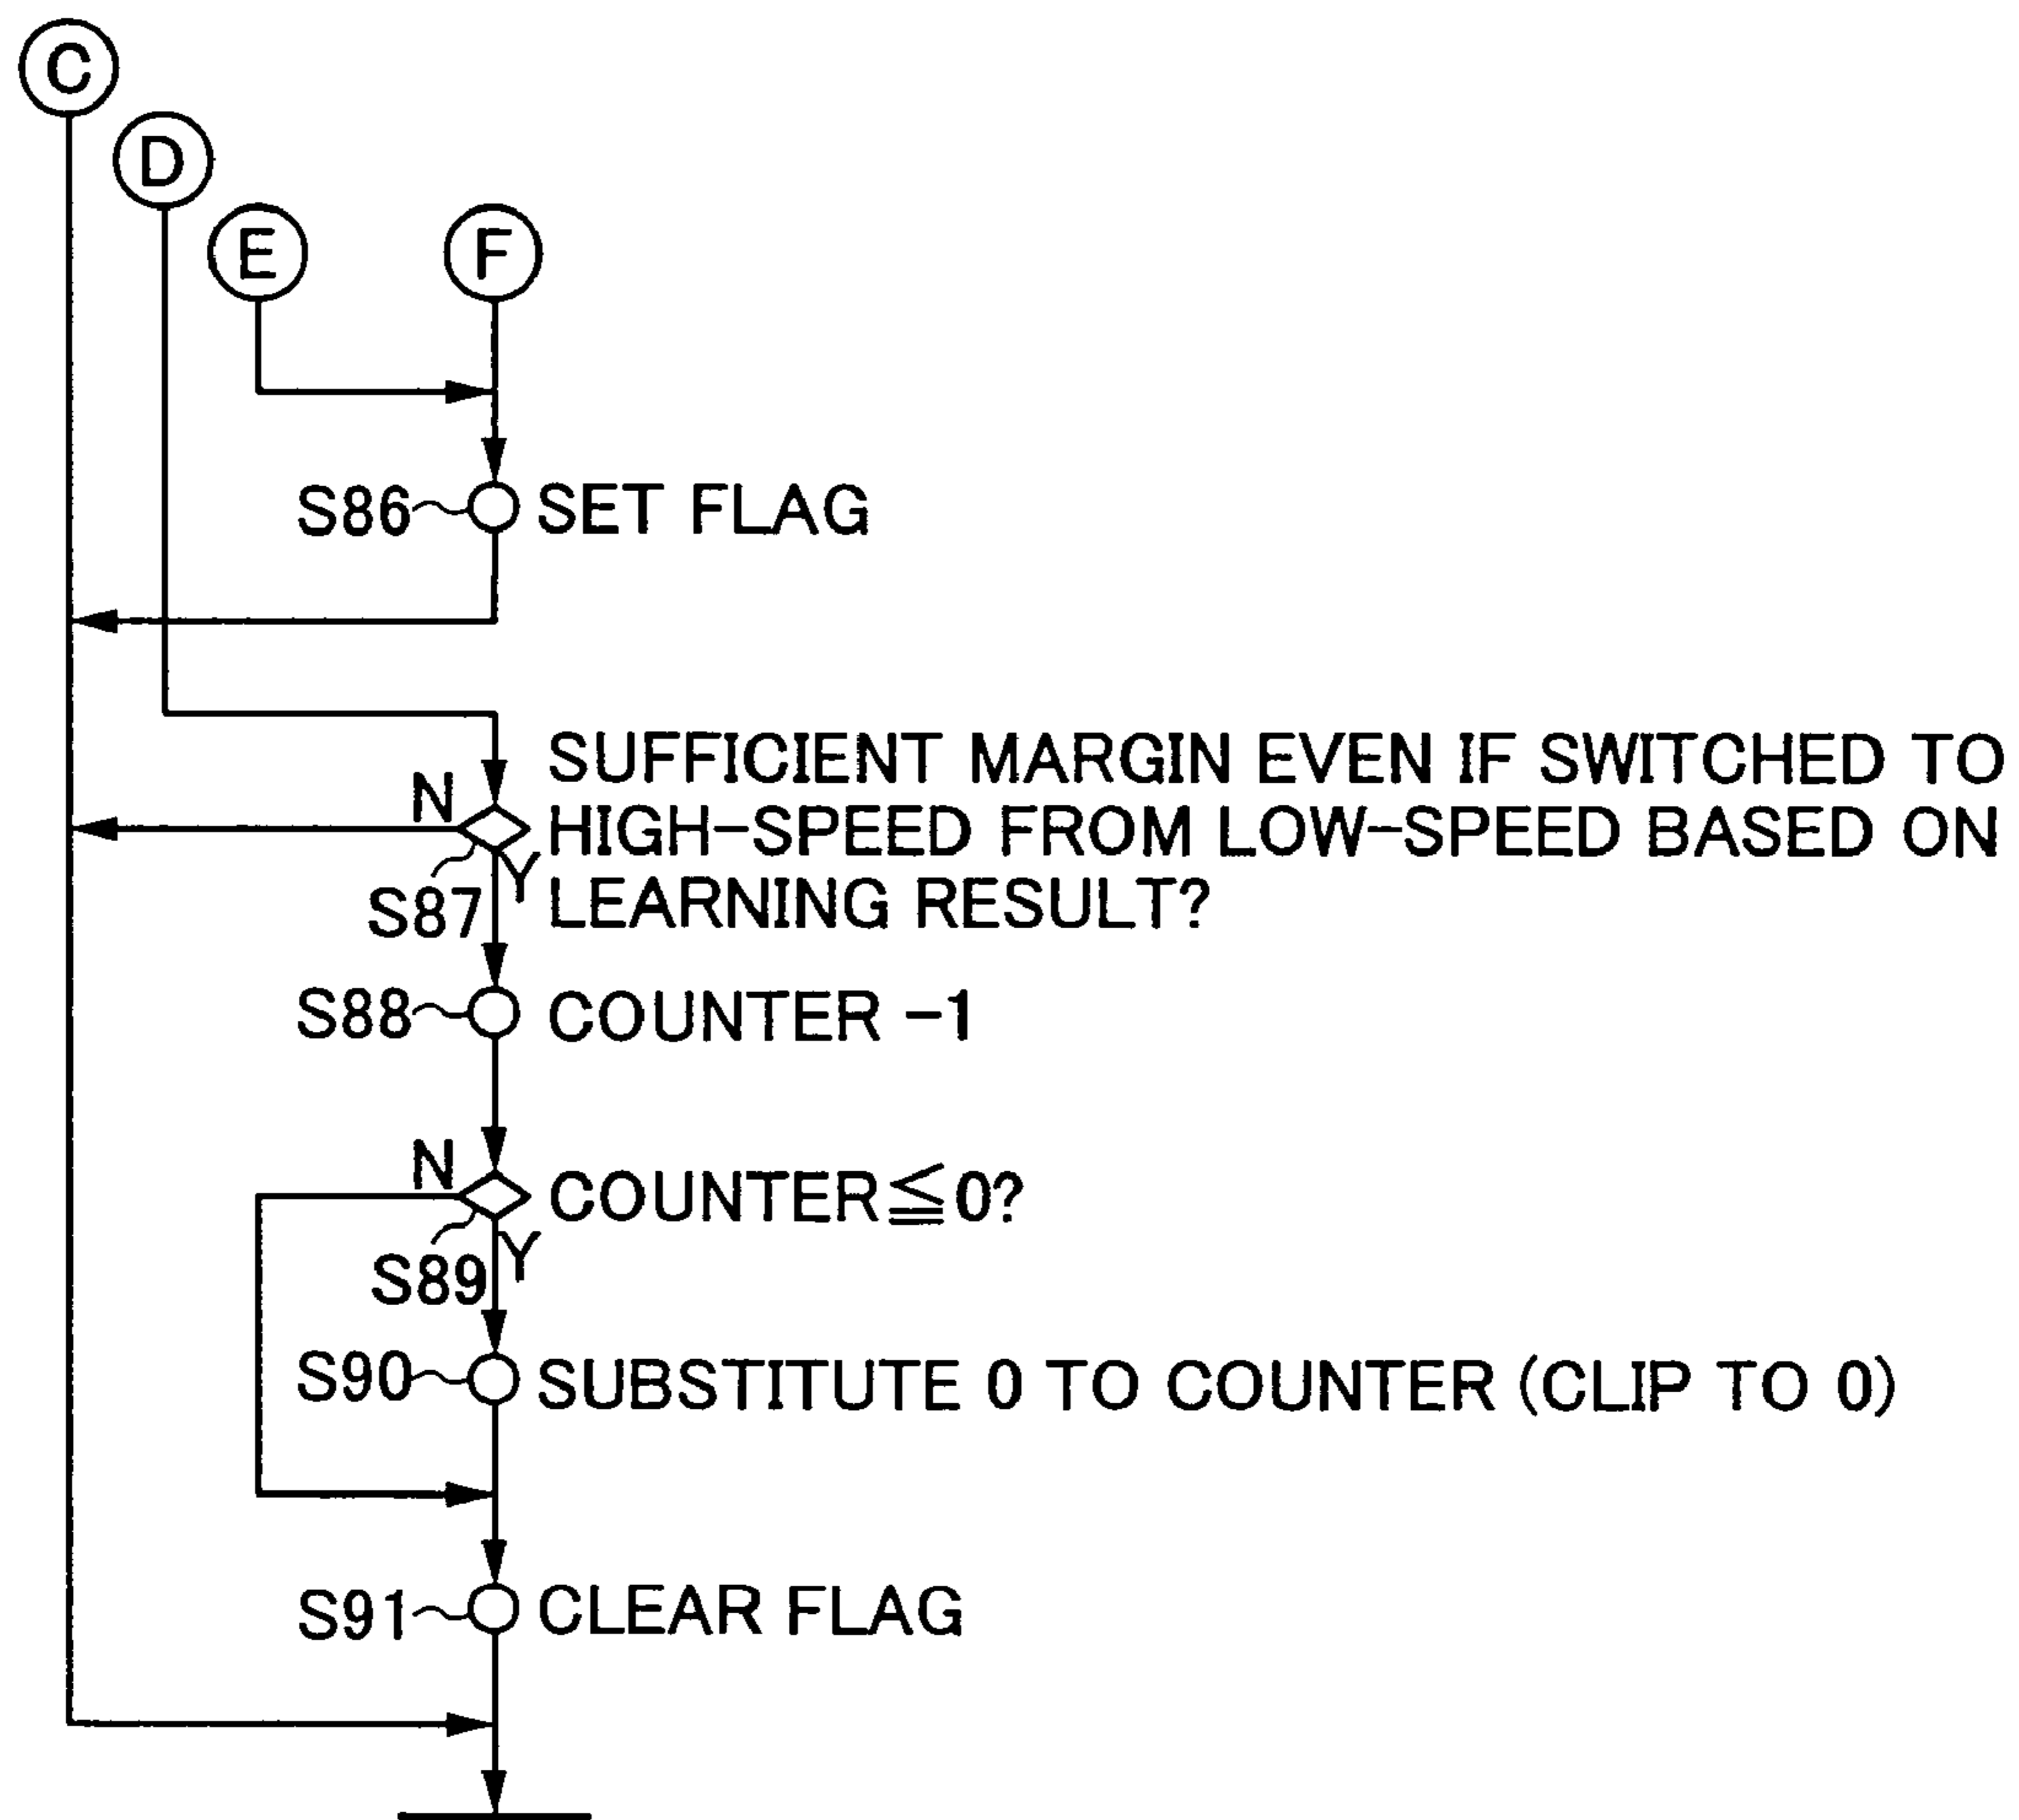 C
D
E F
S86 SET FLAG
SUFFICIENT MARGIN EVEN IF SWITCHED TO
N HIGH-SPEED FROM LOW-SPEED BASED ON
S87 Y LEARNING RESULT?
S88 COUNTER -1
N COUNTER≦0?
S89 Y
S90 SUBSTITUTE 0 TO COUNTER (CLIP TO 0)
S91 CLEAR FLAG